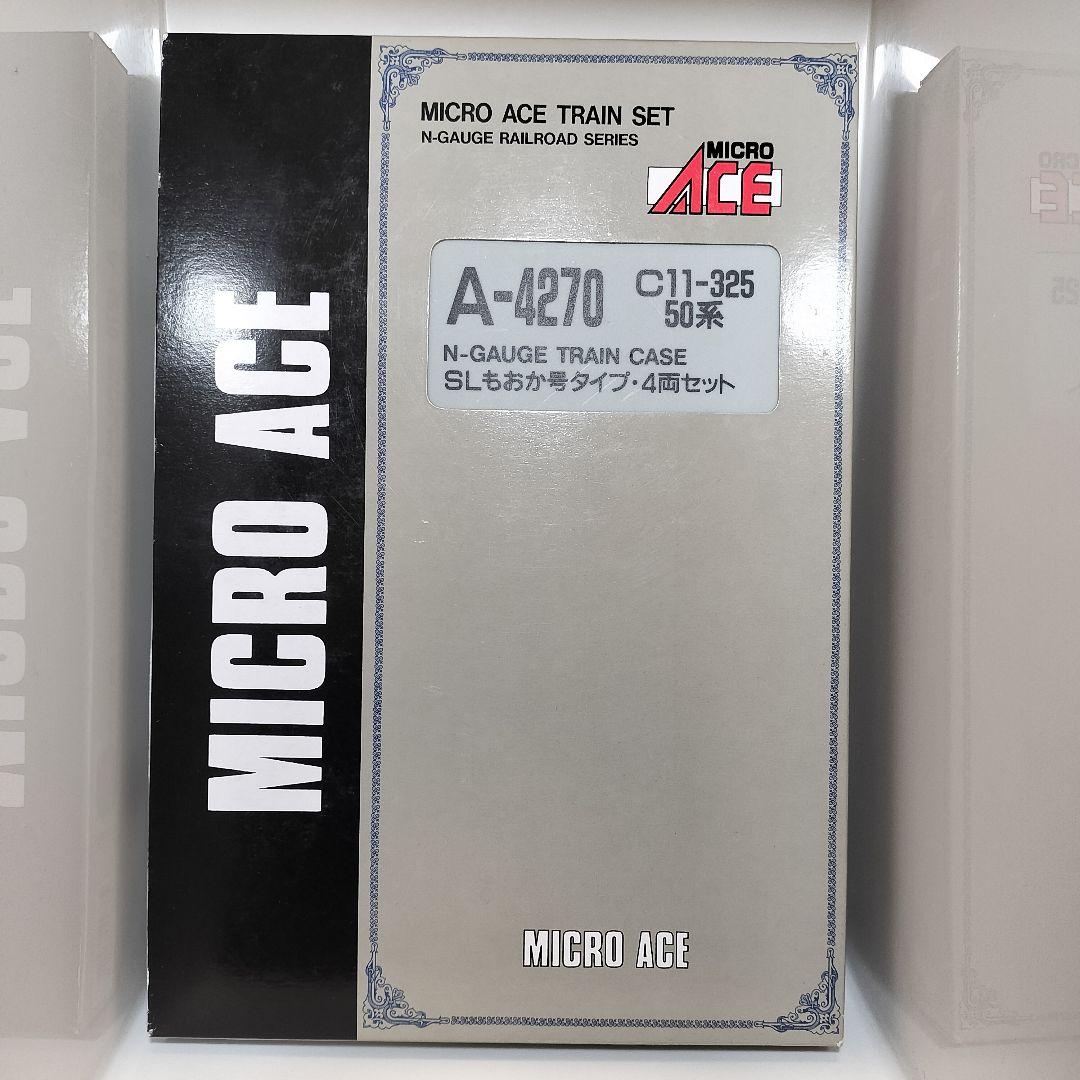 MICRO ACE TRAIN SET
N-GAUGE RAILROAD SERIES
MICRO
ACE
A-4270 C11-325
50系
N-GAUGE TRAIN CASE
SLもおか号タイプ・4両セット
MICRO ACE
MICRO ACE